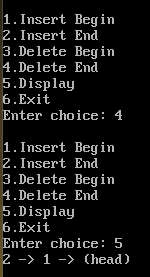 1.Insert Begin
2.Insert End
3.Delete Begin
4.Delete End
5.Display
6.Exit
Enter choice: 4
1.Insert Begin
2.Insert End
3.Delete Begin
4.Delete End
5.Display
6.Exit
Enter choice: 5
2 -> 1 -> (head)